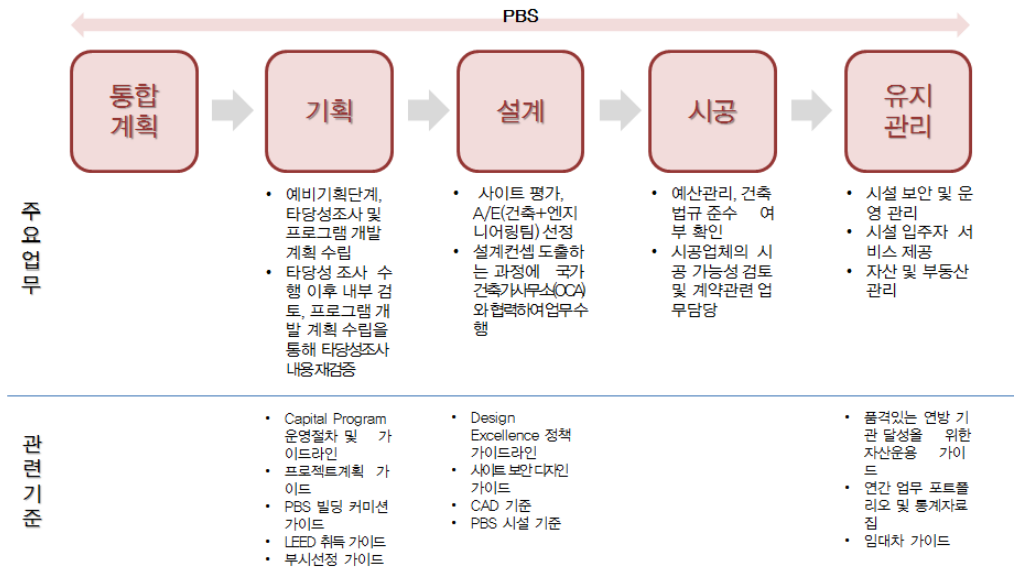 PBS
통합
계획
기획
설계
시공
유지
관리
주요업무
• 예비기획단계,
타당성조사 및
프로그램 개발
계획 수립
• 타당성 조사 수
행 이후 내부 검
토, 프로그램 개
발 계획 수립을
통해 타당성조사
내용 재검증
• 사이트 평가,
A/E(건축+엔지
니어링팀) 선정
• 설계컨셉 도출하
는 과정에 국가
건축가사무소(OCA)
와 협력하여 업무 수
행
• 예산관리, 건축
법규 준수 여
부 확인
• 시공업체의 시
공 가능성 검토
및 계약관련 업
무담당
• 시설 보안 및 운
영 관리
• 시설 입주자 서
비스 제공
• 자산 및 부동산
관리
관련기준
• Capital Program
운영절차 및 가
이드라인
• 프로젝트계획 가
이드
• PBS 빌딩 커미션
가이드
• LEED 취득 가이드
• 부시선정 가이드
• Design
Excellence 정책
가이드라인
• 사이트 보안 디자인
가이드
• CAD 기준
• PBS 시설 기준
• 품격있는 연방 기
관 달성을 위한
자산운용 가이
드
• 연간 업무 포트폴
리오 및 통계자료
집
• 임대차 가이드